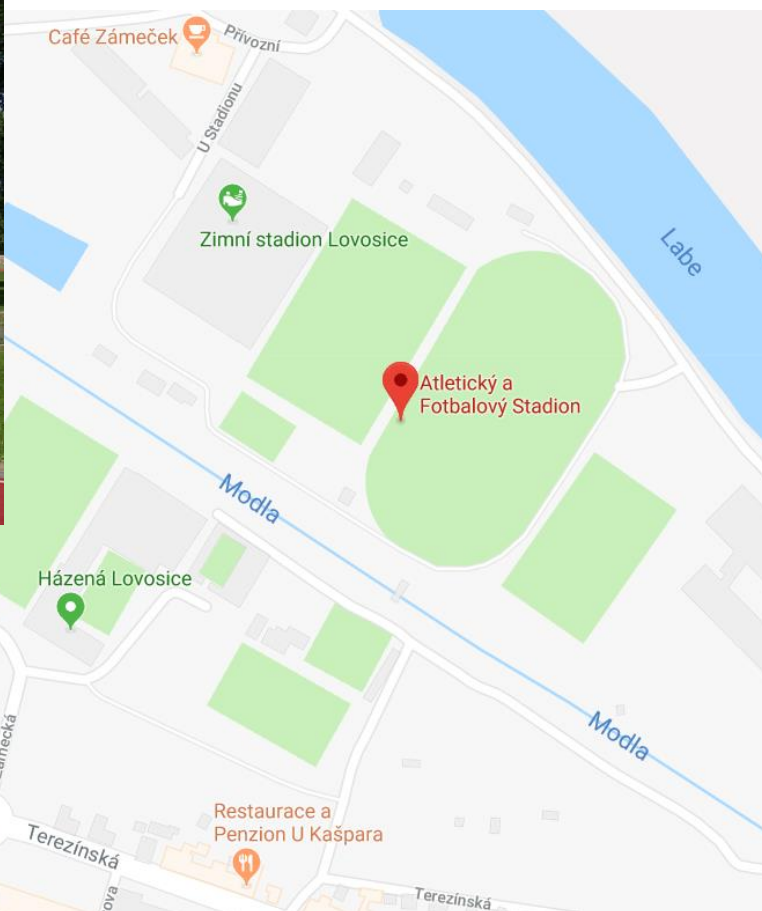 Café Zámeček
Přívozní
U Stadionu
Zimní stadion Lovosice
Labe
Atletický a
Fotbalový Stadion
Modla
Házená Lovosice
Modla
Restaurace a
Penzion U Kašpara
Terezínská
Terezínská